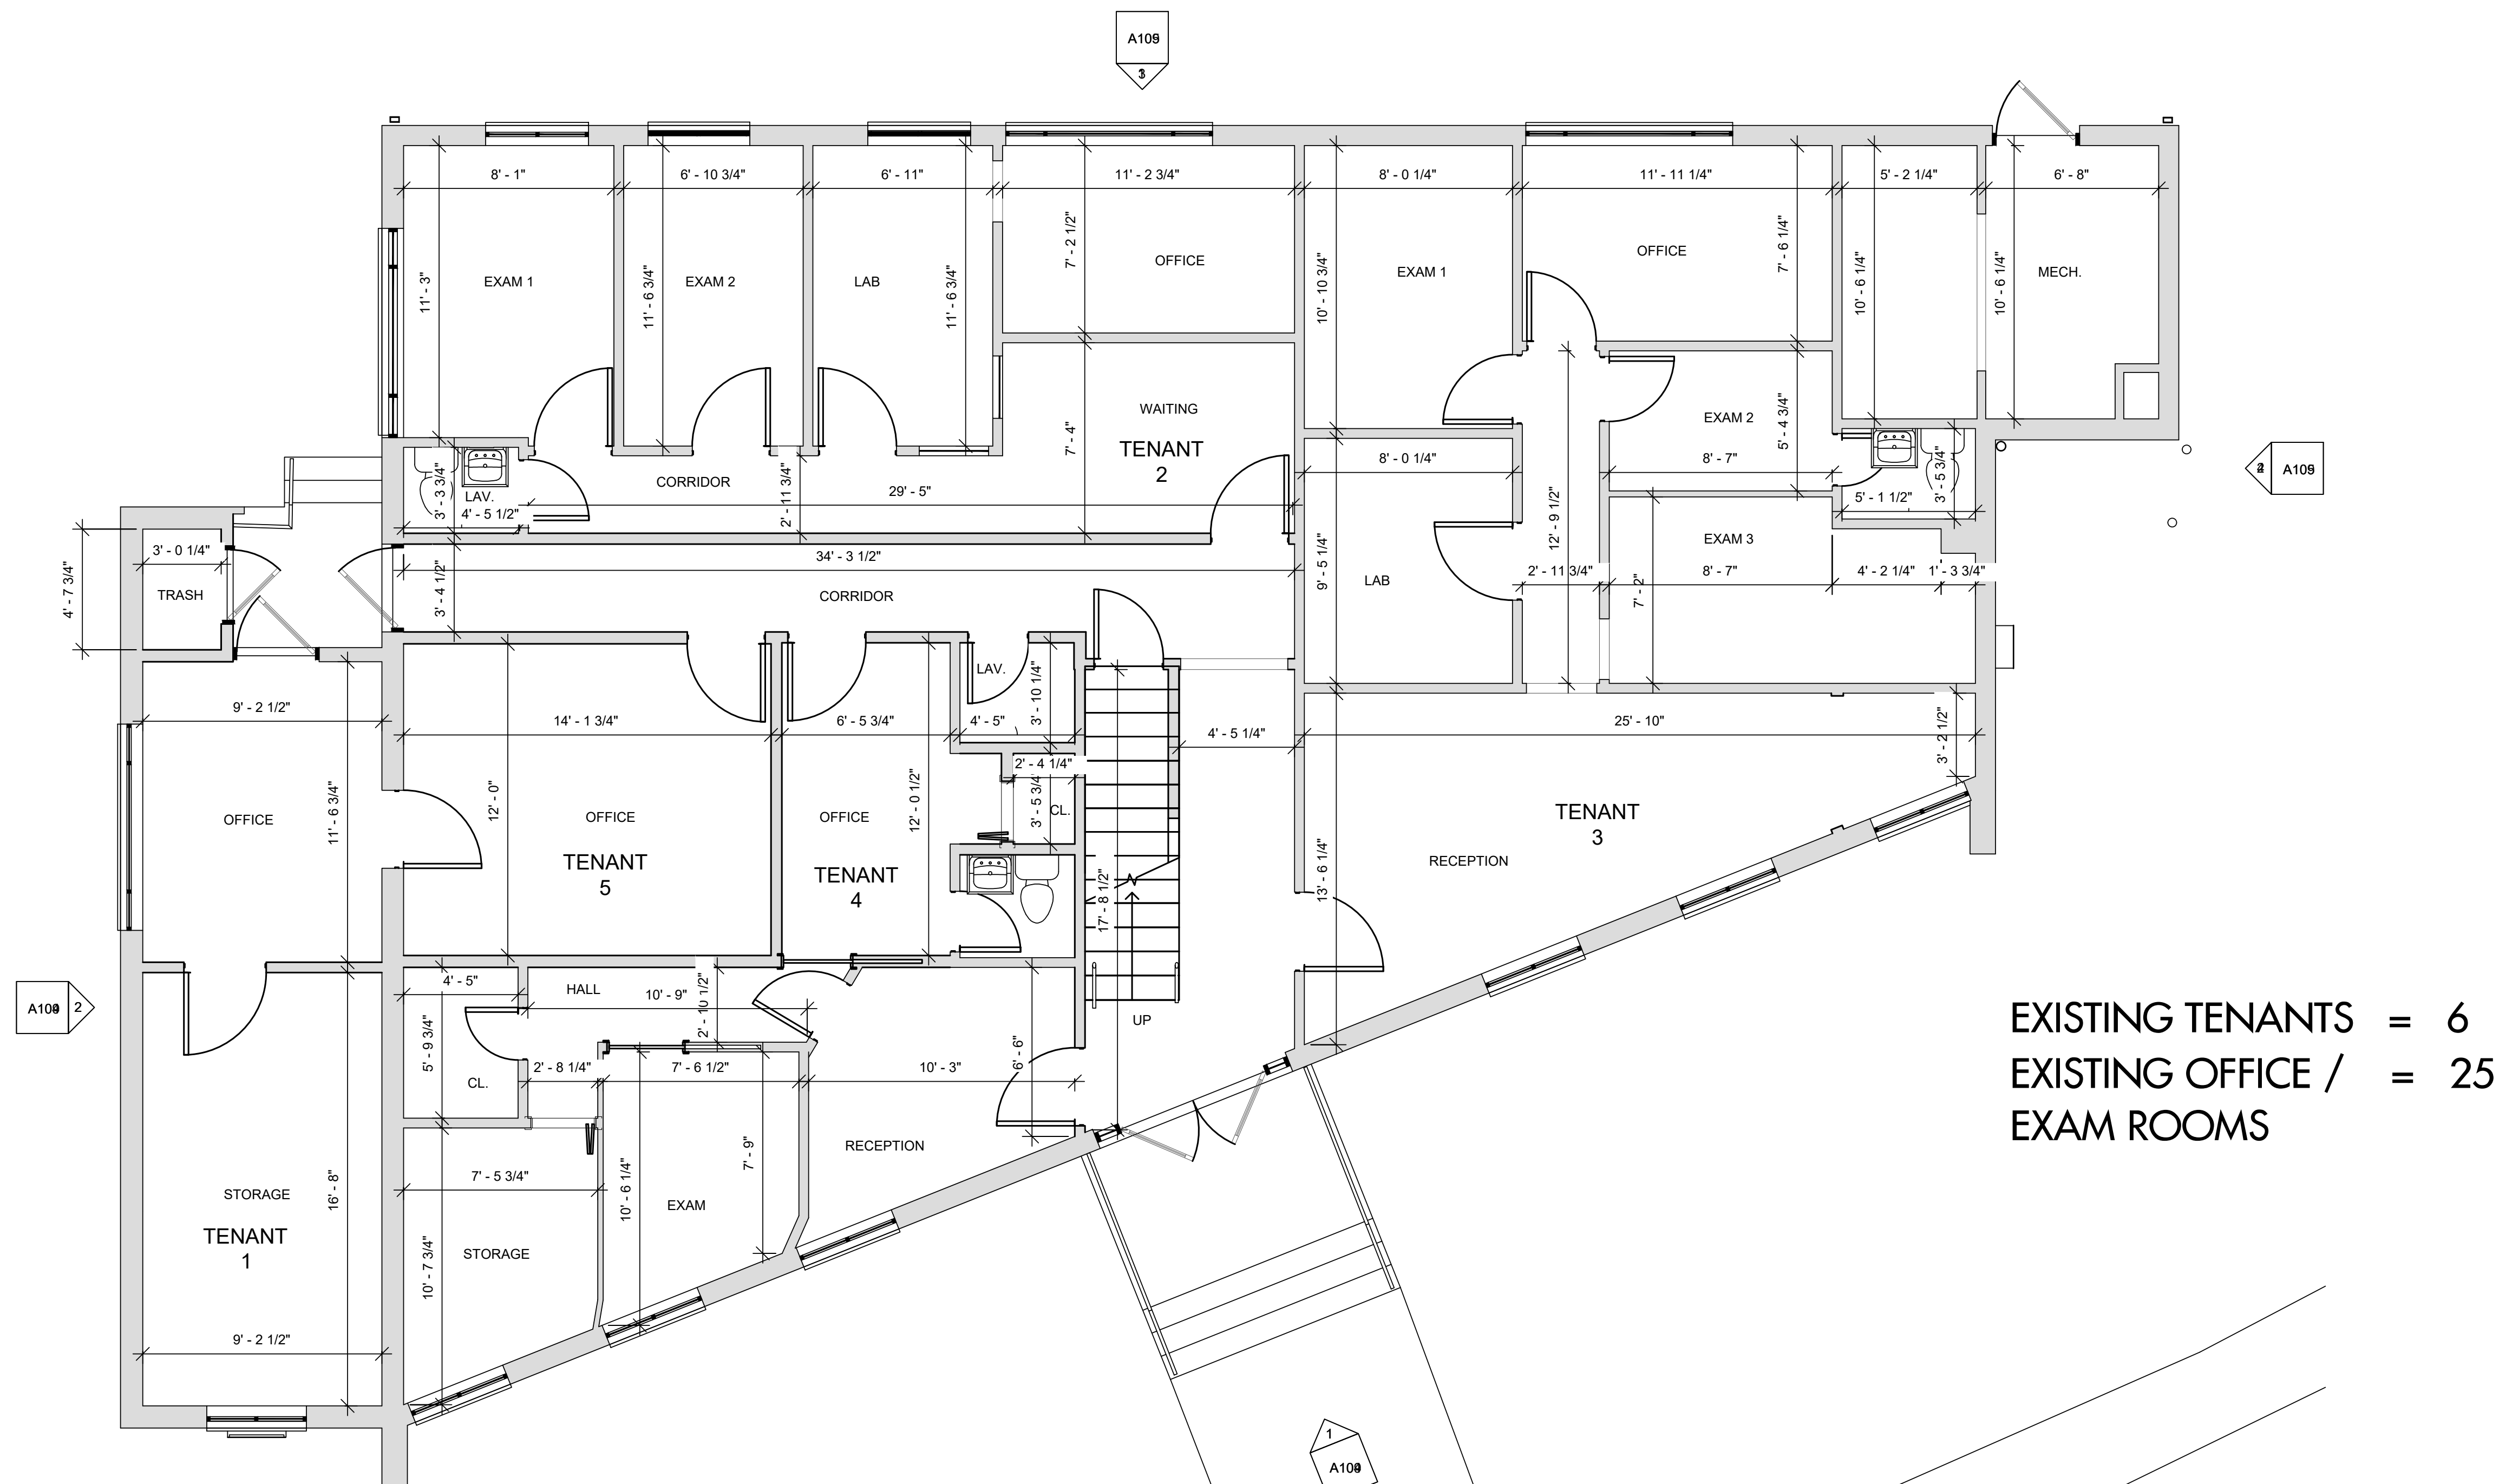 A109
3
8' - 1"
6' - 10 3/4"
6' - 11"
11' - 2 3/4"
8' - 0 1/4"
11' - 11 1/4"
5' - 2 1/4"
6' - 8"
11' - 3"
11' - 6 3/4"
11' - 6 3/4"
7' - 2 1/2"
10' - 10 3/4"
7' - 6 1/4"
10' - 6 1/4"
10' - 6 1/4"
EXAM 1
EXAM 2
LAB
OFFICE
EXAM 1
OFFICE
MECH.
WAITING
7' - 4"
TENANT
2
EXAM 2
5' - 4 3/4"
8' - 0 1/4"
8' - 7"
2
A109
3' - 3 3/4"
LAV.
4' - 5 1/2"
CORRIDOR
2' - 11 3/4"
29' - 5"
5' - 1 1/2"
3' - 5 3/4"
12' - 9 1/2"
EXAM 3
3' - 0 1/4"
4' - 7 3/4"
TRASH
3' - 4 1/2"
34' - 3 1/2"
CORRIDOR
9' - 5 1/4"
LAB
2' - 11 3/4"
7' - 2"
8' - 7"
4' - 2 1/4"
1' - 3 3/4"
LAV.
3' - 10 1/4"
9' - 2 1/2"
14' - 1 3/4"
6' - 5 3/4"
4' - 5"
4' - 5 1/4"
25' - 10"
3' - 2 1/2"
2' - 4 1/4"
3' - 5 3/4"
CL.
OFFICE
11' - 6 3/4"
12' - 0"
OFFICE
TENANT
5
OFFICE
12' - 0 1/2"
TENANT
4
17' - 8 1/2"
13' - 6 1/4"
TENANT
3
RECEPTION
4' - 5"
HALL
10' - 9"
2' - 10 1/2"
2
UP
EXISTING TENANTS = 6
EXISTING OFFICE / = 25
EXAM ROOMS
5' - 9 3/4"
CL.
2' - 8 1/4"
7' - 6 1/2"
10' - 3"
6' - 6"
7' - 9"
RECEPTION
7' - 5 3/4"
10' - 6 1/4"
EXAM
STORAGE
16' - 8"
TENANT
1
10' - 7 3/4"
STORAGE
9' - 2 1/2"
1